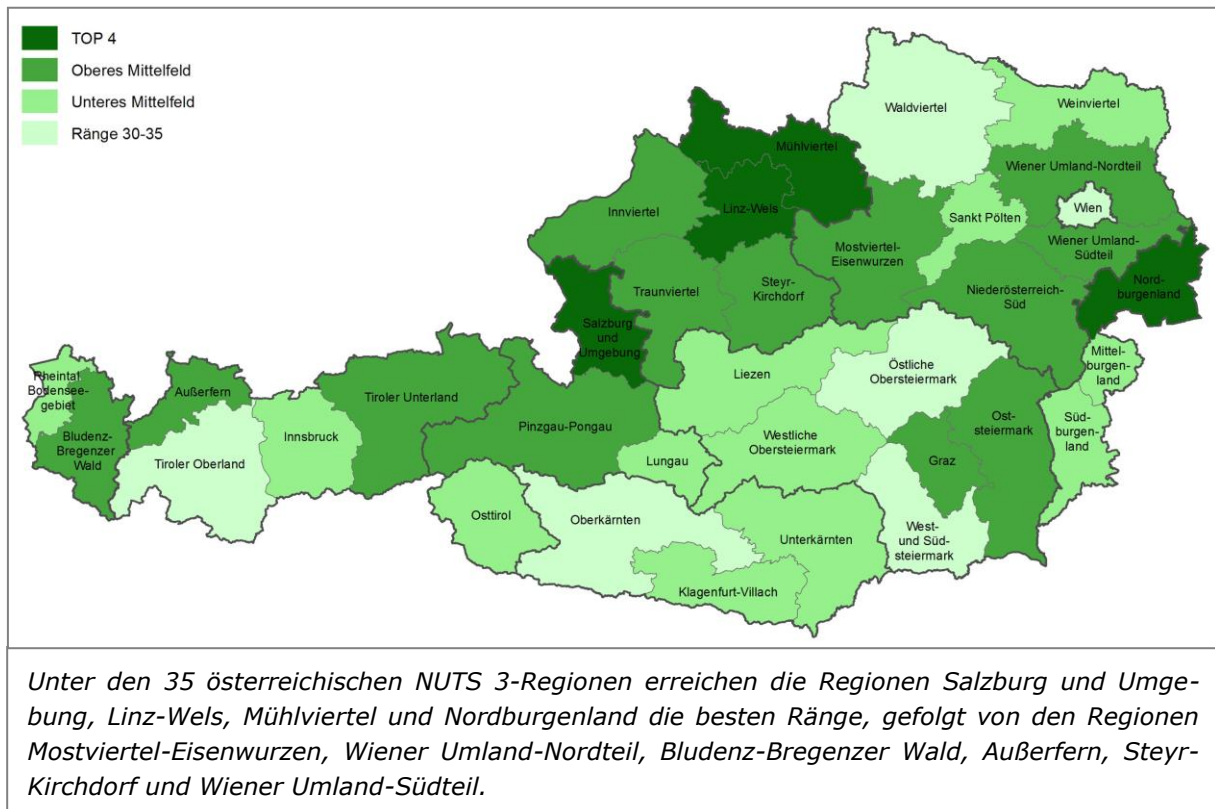 TOP 4
Oberes Mittelfeld
Unteres Mittelfeld
Ränge 30-35
Waldviertel
Weinviertel
Mühlviertel
Wiener Umland-Nordteil
Linz-Wels
Innviertel
Wien
Sankt Pölten
Mostviertel-
Eisenwurzen
Wiener Umland-
Südteil
Nord-
burgenland
Traunviertel
Steyr-
Kirchdorf
Niederösterreich-
Süd
Salzburg
und
Umgebung
Mittel-
burgen-
land
Östliche
Obersteiermark
Liezen
Rheintal
Bodensee-
gebiet
Außerfern
Tiroler Unterland
Bludenz-
Bregenzer
Wald
Innsbruck
Pinzgau-Pongau
Ost-
steiermark
Süd-
burgen-
land
Westliche
Obersteiermark
Tiroler Oberland
Lungau
Graz
Osttirol
Oberkärnten
Unterkärnten
West-
und Süd-
steiermark
Klagenfurt-Villach
Unter den 35 österreichischen NUTS 3-Regionen erreichen die Regionen Salzburg und Umge-
bung, Linz-Wels, Mühlviertel und Nordburgenland die besten Ränge, gefolgt von den Regionen
Mostviertel-Eisenwurzen, Wiener Umland-Nordteil, Bludenz-Bregenzer Wald, Außerfern, Steyr-
Kirchdorf und Wiener Umland-Südteil.